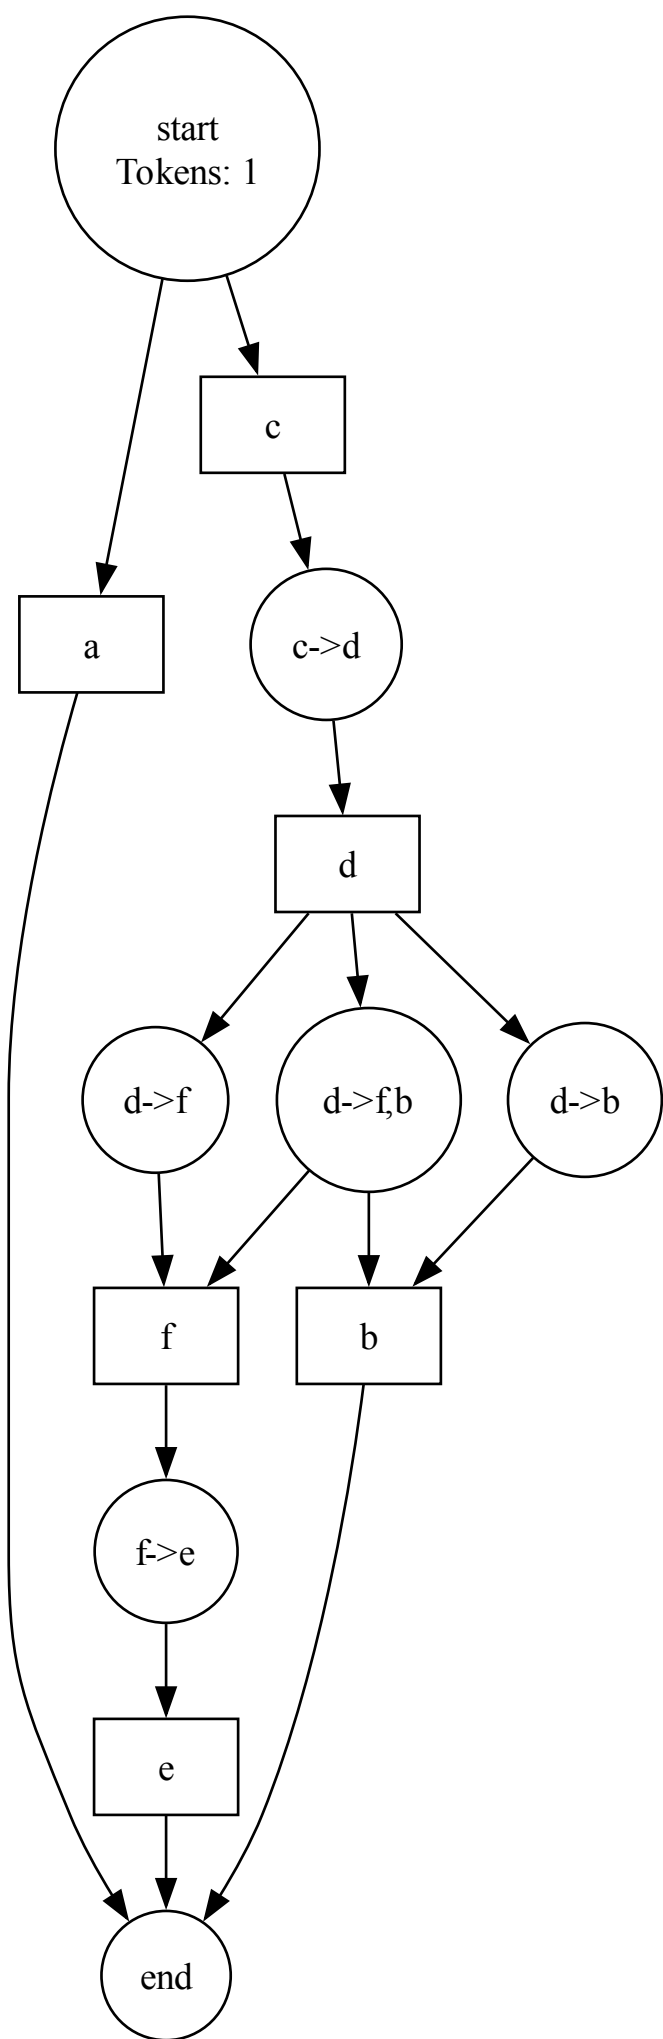 start
Tokens: 1
c
a
c->d
d
d->f
d->f,b
d->b
f
b
f->e
e
end